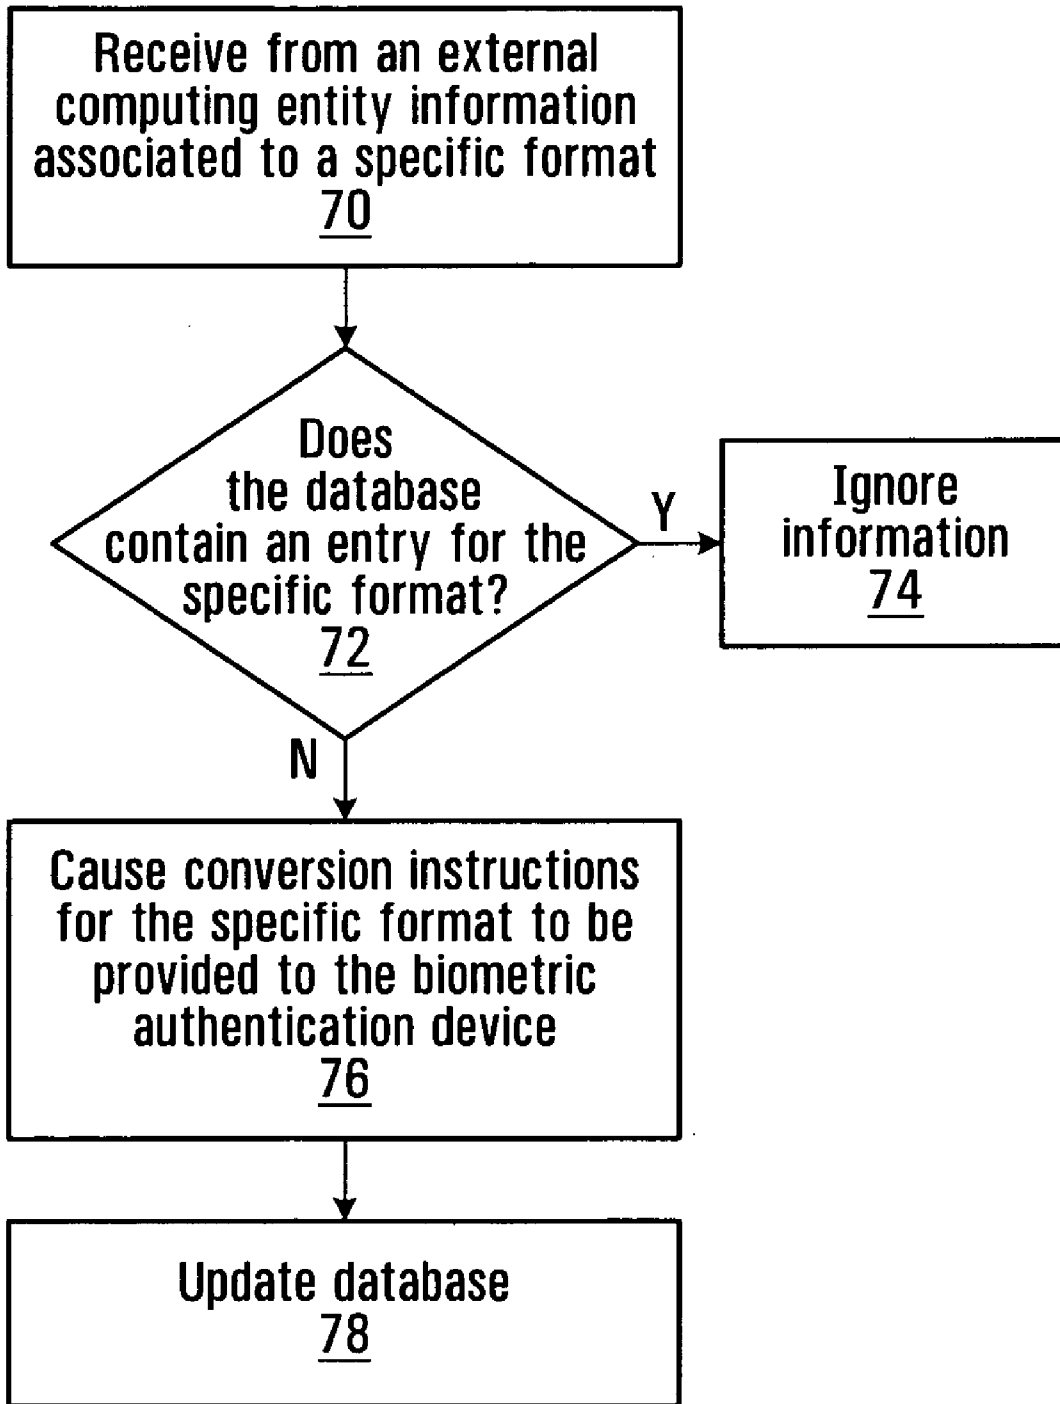 Receive from an external
computing entity information
associated to a specific format
70
Does
the database
contain an entry for the
specific format?
72
Y
Ignore
information
74
N
Cause conversion instructions
for the specific format to be
provided to the biometric
authentication device
76
Update database
78